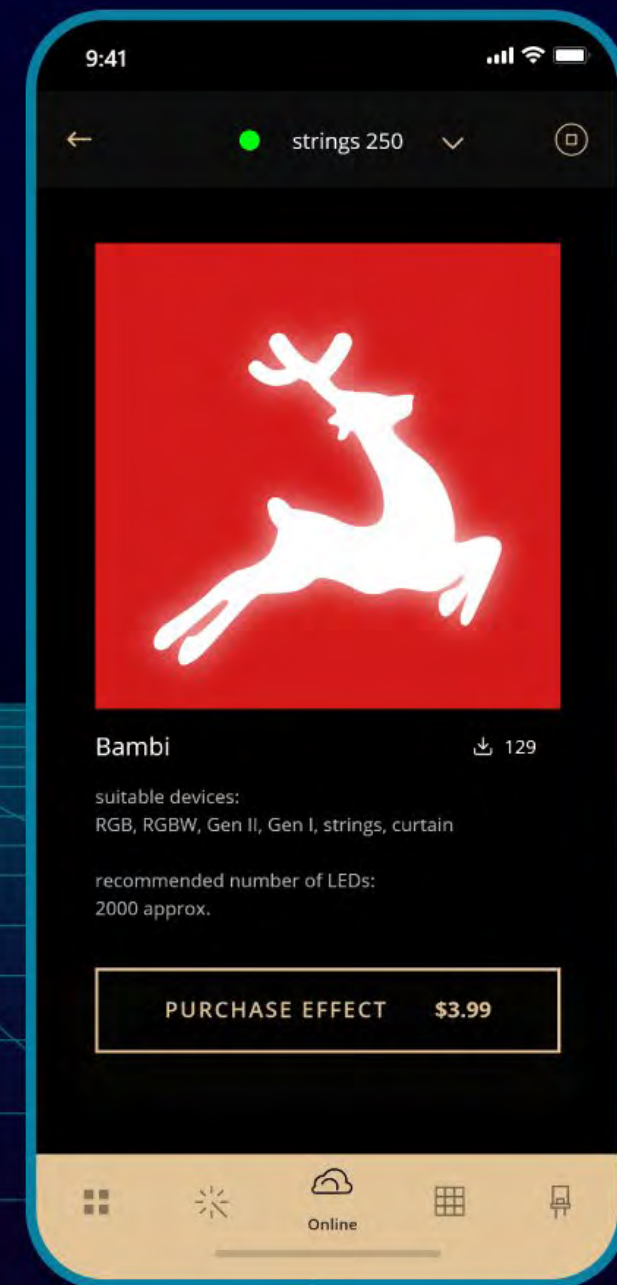 9:41
strings 250
Bambi
129
suitable devices:
RGB, RGBW, Gen II, Gen I, strings, curtain
recommended number of LEDs:
2000 approx.
PURCHASE EFFECT $3.99
Online